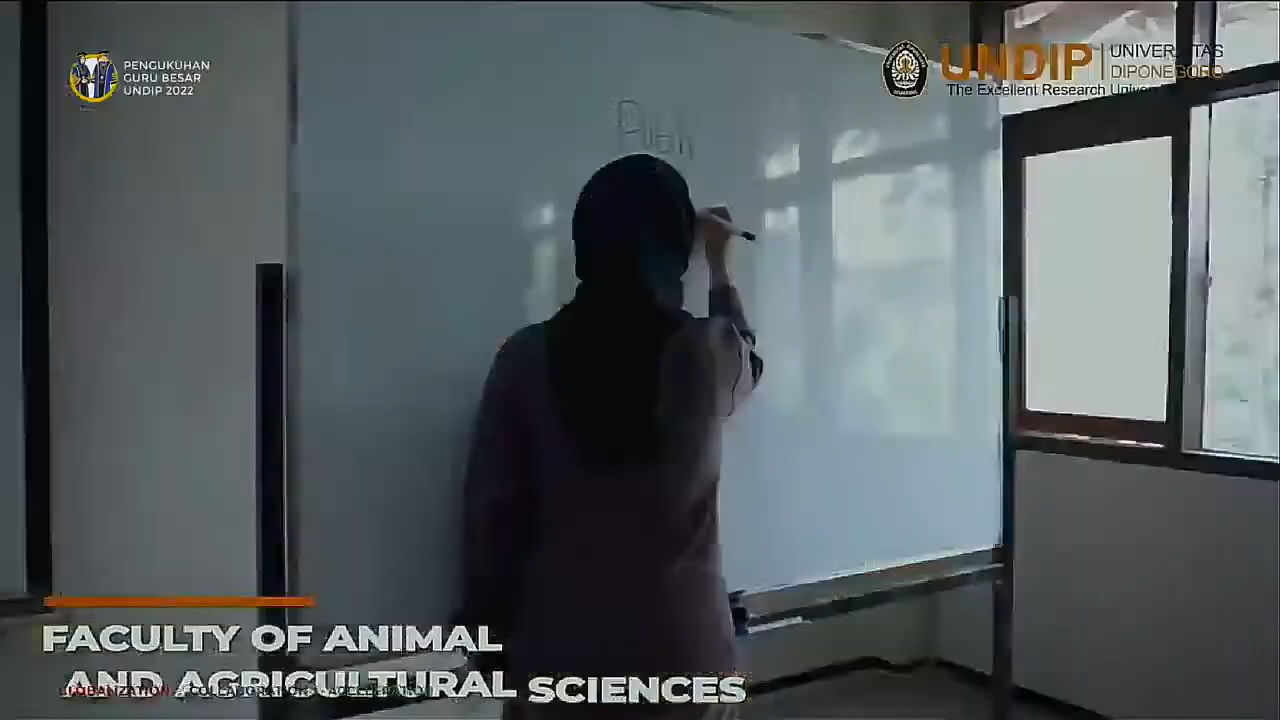 PENGUKUHAN
GURU BESAR
UNDIP 2022
UNDIP
UNIVERSITAS
DIPONEGORO
The Excellent Research
FACULTY OF ANIMAL
AND AGRICULTURAL SCIENCES